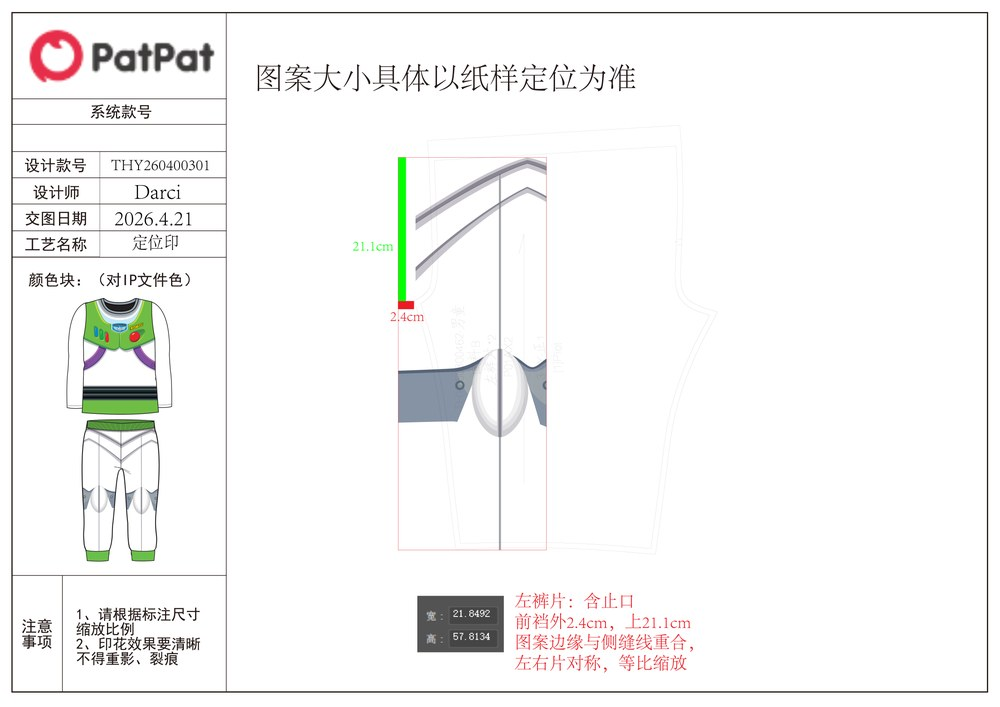 PatPat
图案大小具体以纸样定位为准
系统款号
设计款号 THY260400301
设计师 Darci
交图日期 2026.4.21
工艺名称 定位印
颜色块：（对IP文件色）
21.1cm
2.4cm
注意
事项
1、请根据标注尺寸
缩放比例
2、印花效果要清晰
不得重影、裂痕
宽： 21.8492
高： 57.8134
左裤片：含止口
前裆外2.4cm，上21.1cm
图案边缘与侧缝线重合，
左右片对称，等比缩放